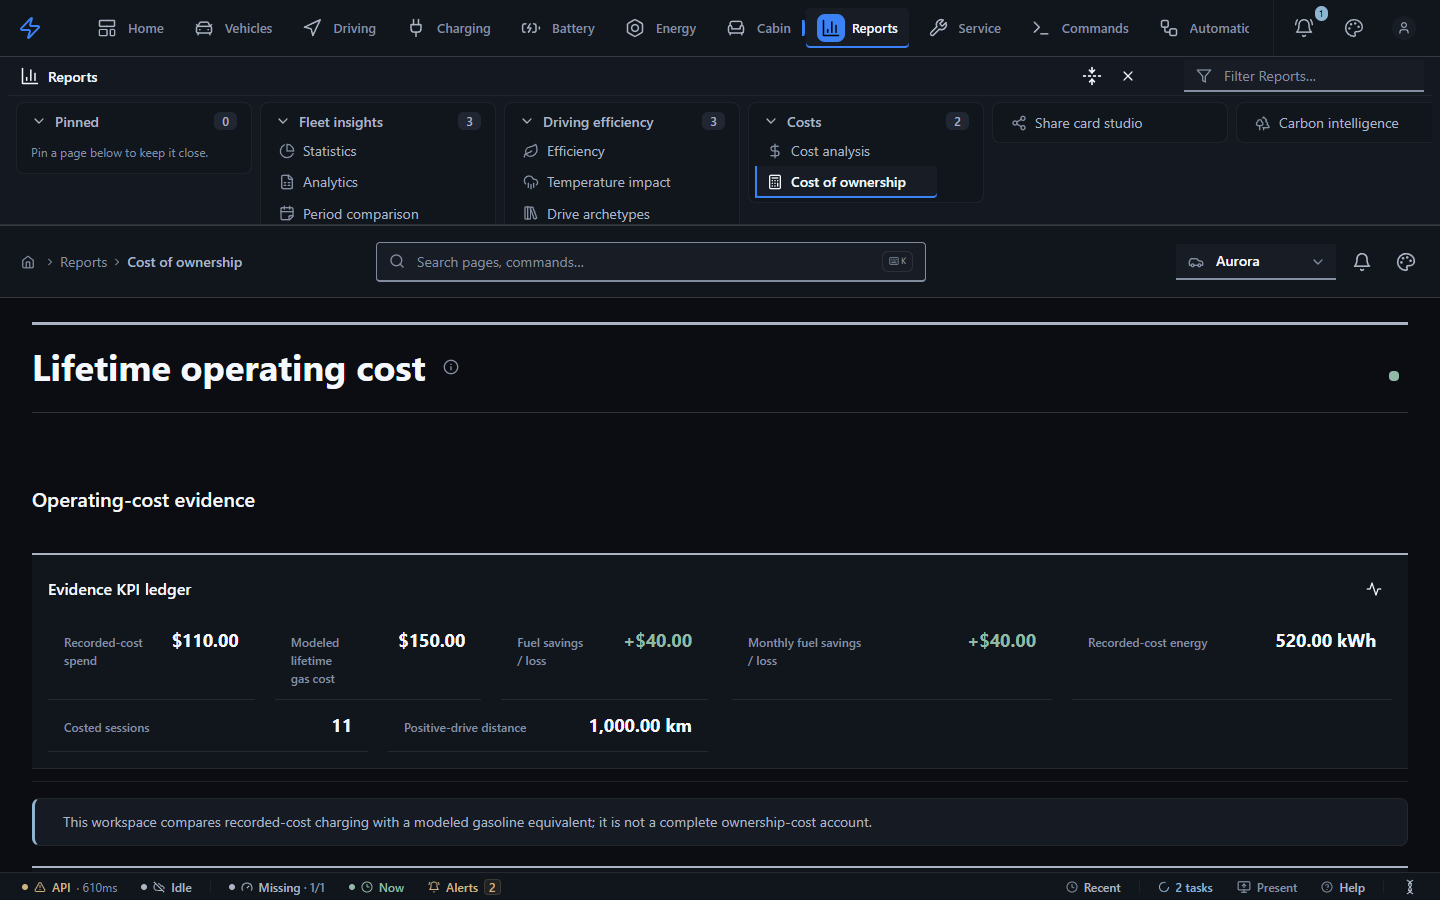 Home Vehicles Driving Charging Battery Energy Cabin Reports Service Commands Automatic 1
Reports Filter Reports...
Pinned 0 Fleet insights 3 Driving efficiency 3 Costs 2 Share card studio Carbon intelligence
Pin a page below to keep it close. Statistics Efficiency Cost analysis
Analytics Temperature impact Cost of ownership
Period comparison Drive archetypes
Reports Cost of ownership Search pages, commands... K Aurora
Lifetime operating cost
Operating-cost evidence
Evidence KPI ledger
Recorded-cost spend $110.00 Modeled lifetime gas cost $150.00 Fuel savings / loss +$40.00 Monthly fuel savings / loss +$40.00 Recorded-cost energy 520.00 kWh
Costed sessions 11 Positive-drive distance 1,000.00 km
This workspace compares recorded-cost charging with a modeled gasoline equivalent; it is not a complete ownership-cost account.
API · 610ms Idle Missing · 1/1 Now Alerts 2 Recent 2 tasks Present Help